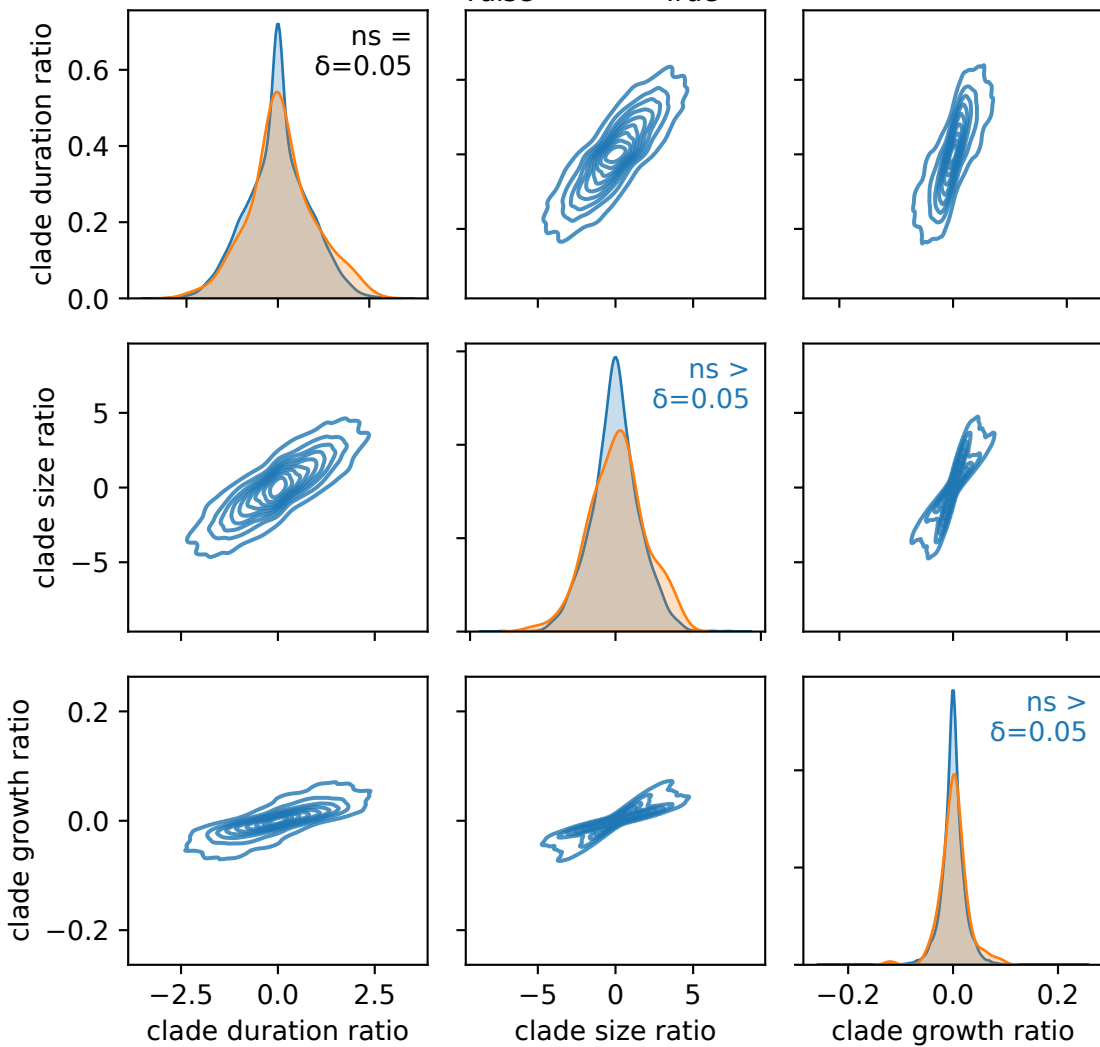 clade duration ratio
0.6
0.4
0.2
0.0
ns =
δ=0.05
clade size ratio
5
0
−5
ns >
δ=0.05
clade growth ratio
0.2
0.0
−0.2
ns >
δ=0.05
−2.5 0.0 2.5
−5 0 5
−0.2 0.0 0.2
clade duration ratio
clade size ratio
clade growth ratio